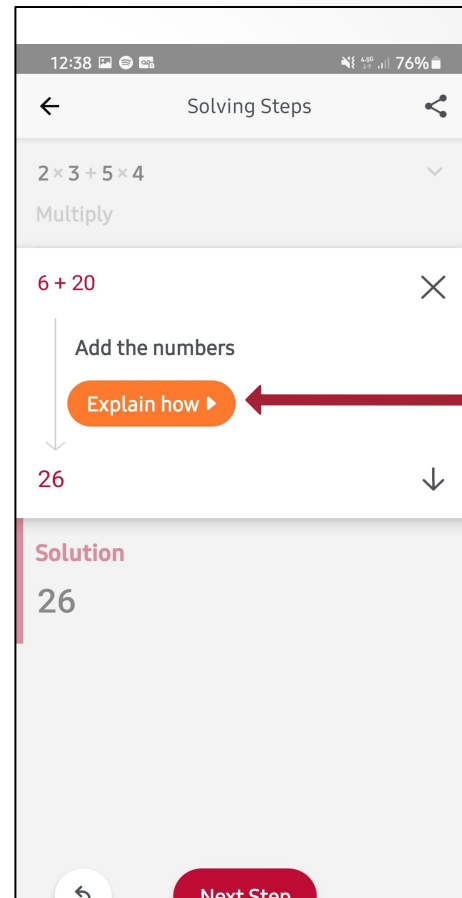 12:38 76%
Solving Steps
2 × 3 + 5 × 4
Multiply
6 + 20
Add the numbers
Explain how
26
Solution
26
Next Step